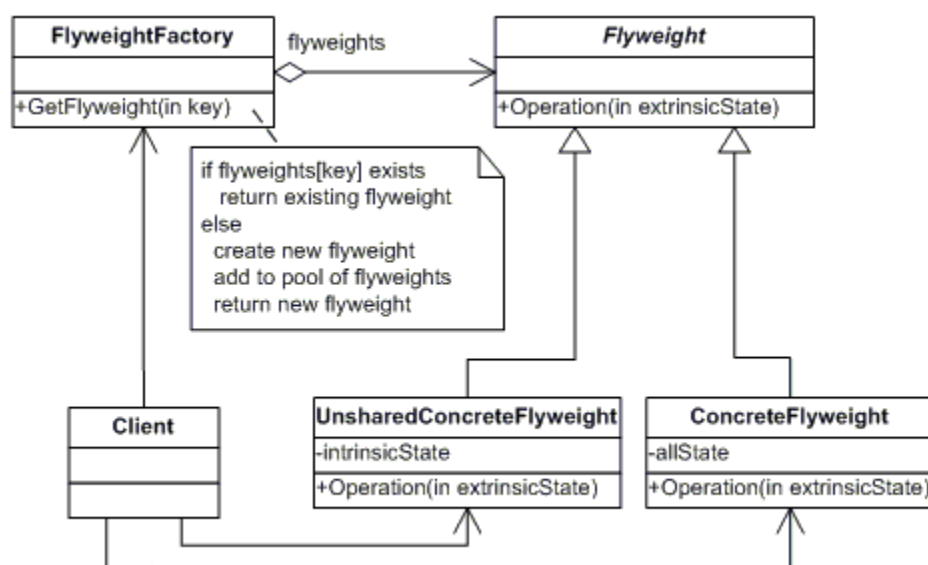 FlyweightFactory
+GetFlyweight(in key)
flyweights
Flyweight
+Operation(in extrinsicState)
if flyweights[key] exists
return existing flyweight
else
create new flyweight
add to pool of flyweights
return new flyweight
Client
UnsharedConcreteFlyweight
-intrinsicState
+Operation(in extrinsicState)
ConcreteFlyweight
-allState
+Operation(in extrinsicState)